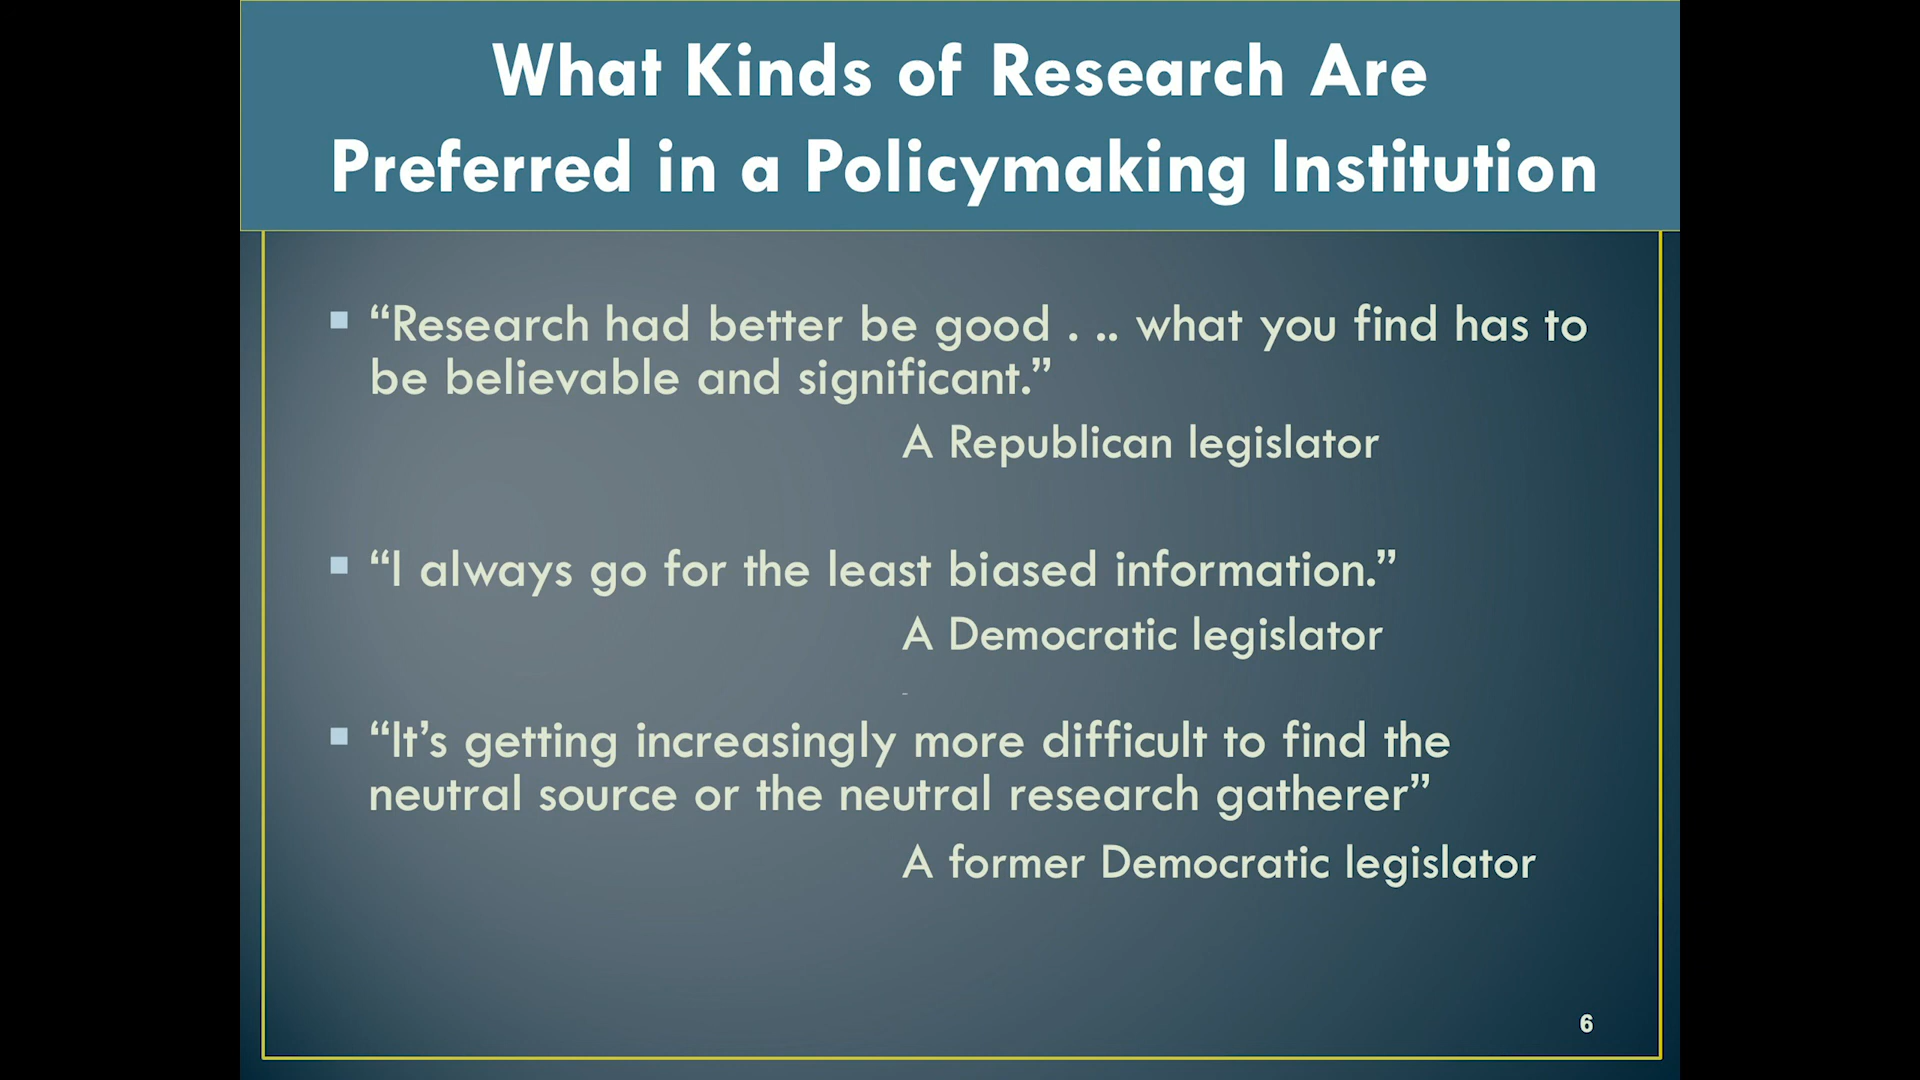 What Kinds of Research Are
Preferred in a Policymaking Institution
▪ “Research had better be good . .. what you find has to
be believable and significant.”
A Republican legislator
▪ “I always go for the least biased information.”
A Democratic legislator
-
▪ “It’s getting increasingly more difficult to find the
neutral source or the neutral research gatherer”
A former Democratic legislator
6